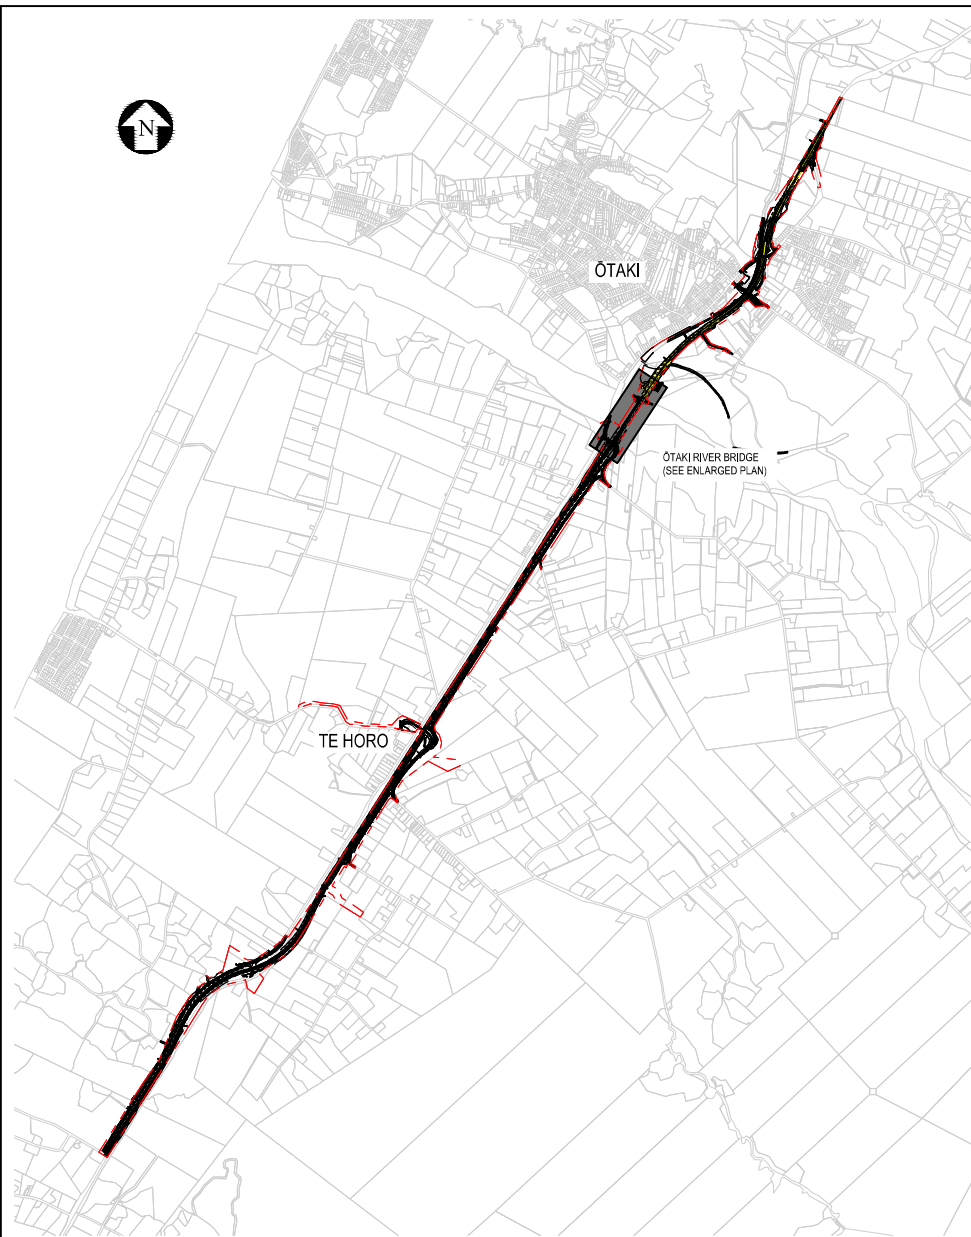 N
ŌTAKI
ŌTAKI RIVER BRIDGE
(SEE ENLARGED PLAN)
TE HORO